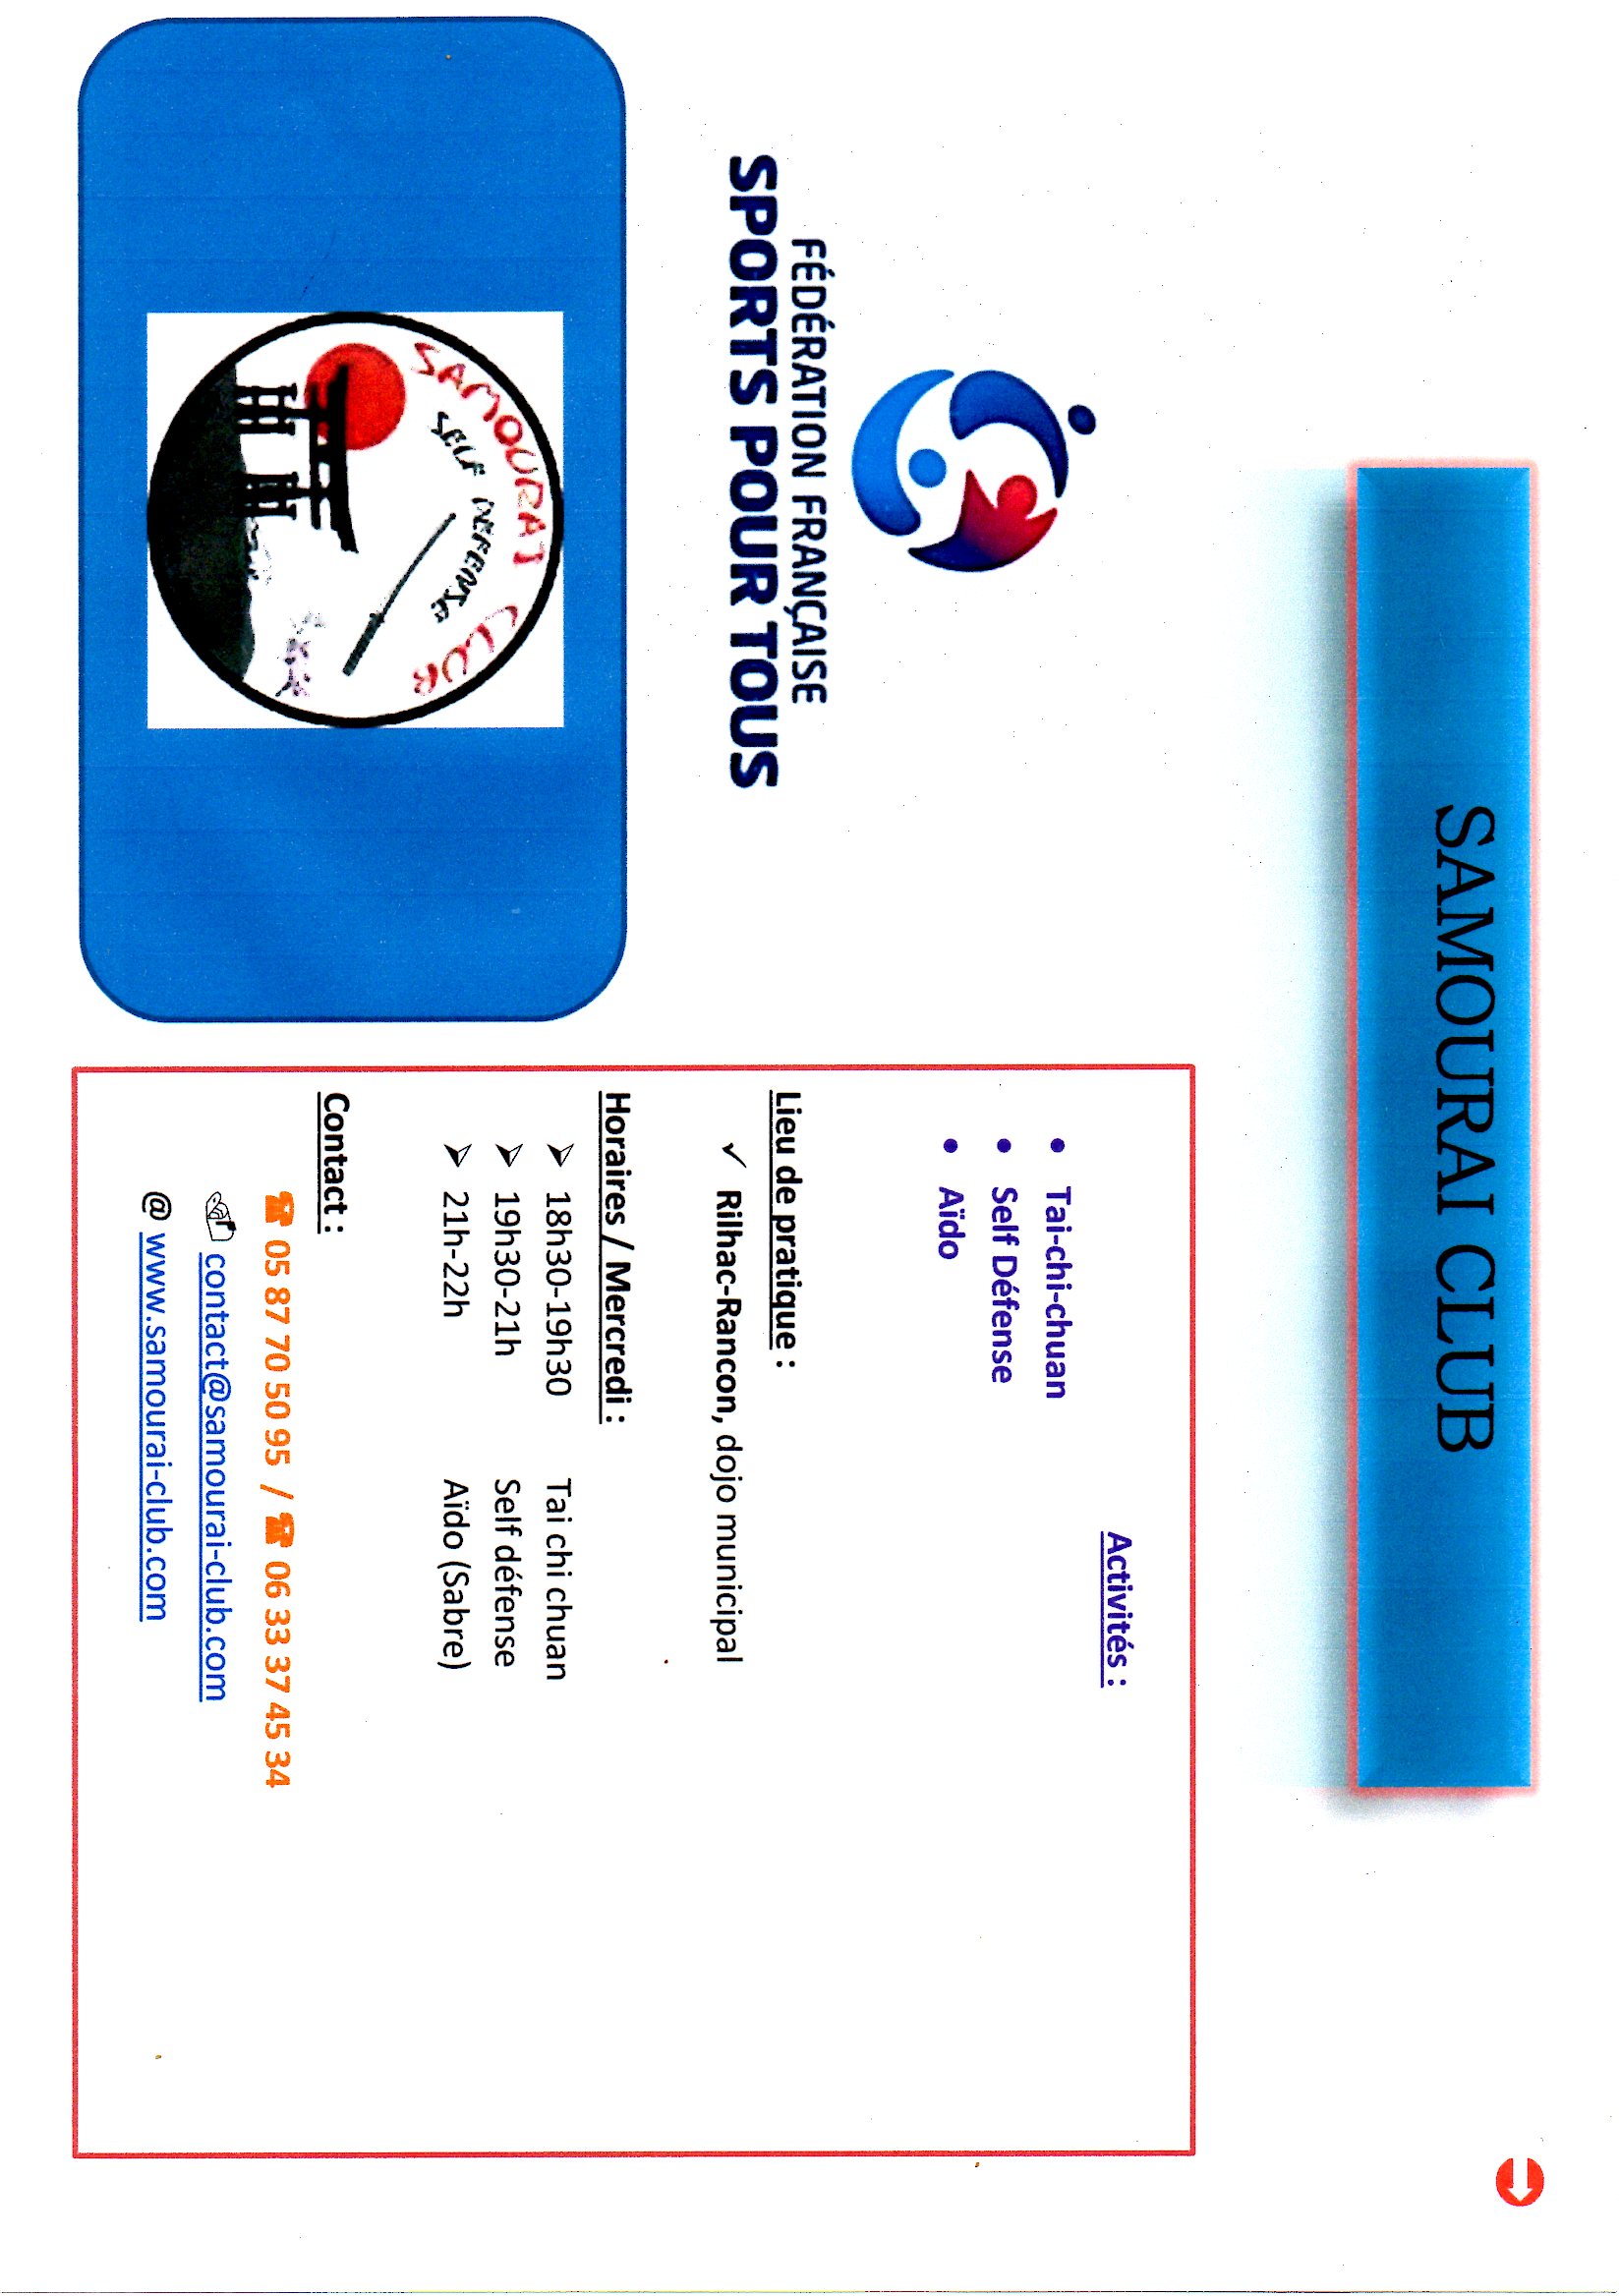 SAMOURAI CLUB
FÉDÉRATION FRANÇAISE
SPORTS POUR TOUS
SAMOURAI CLUB
SELF DEFENSE
Activités :
• Tai-chi-chuan
• Self Défense
• Aïdo
Lieu de pratique :
✓ Rilhac-Rancon, dojo municipal
Horaires / Mercredi :
➢ 18h30-19h30 Tai chi chuan
➢ 19h30-21h Self défense
➢ 21h-22h Aïdo (Sabre)
Contact :
☎ 05 87 70 50 95 / ☎ 06 33 37 45 34
contact@samourai-club.com
@ www.samourai-club.com